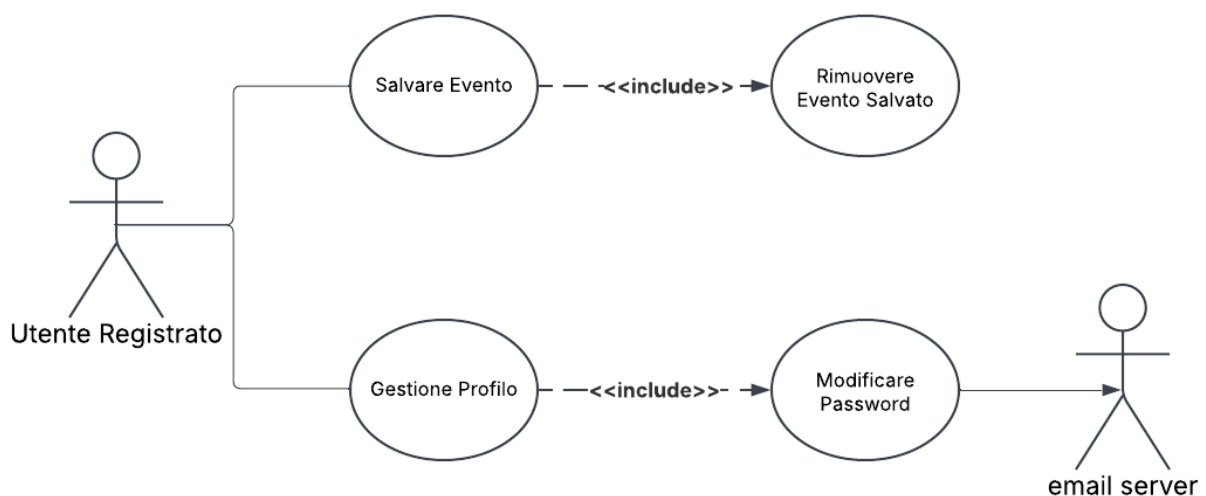 Salvare Evento
<<include>>
Rimuovere
Evento Salvato
Utente Registrato
Gestione Profilo
<<include>>
Modificare
Password
email server